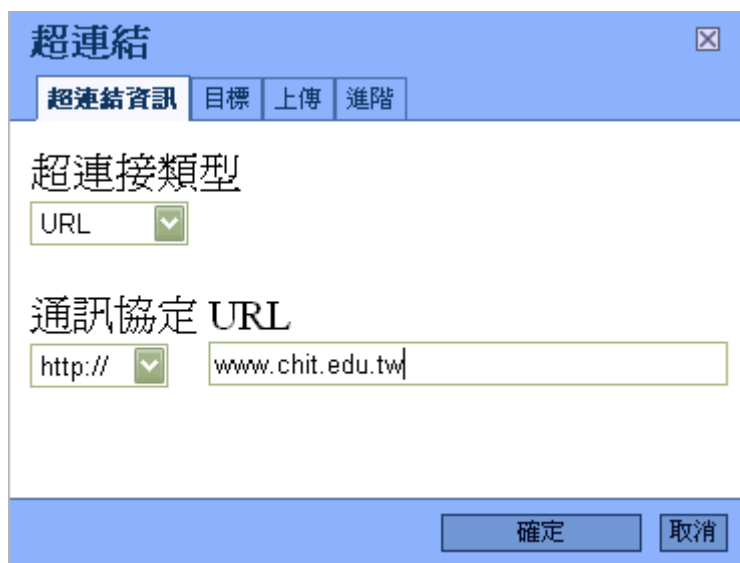 超連結
超連結資訊 目標 上傳 進階
超連接類型
URL
通訊協定 URL
http:// www.chit.edu.tw
確定 取消